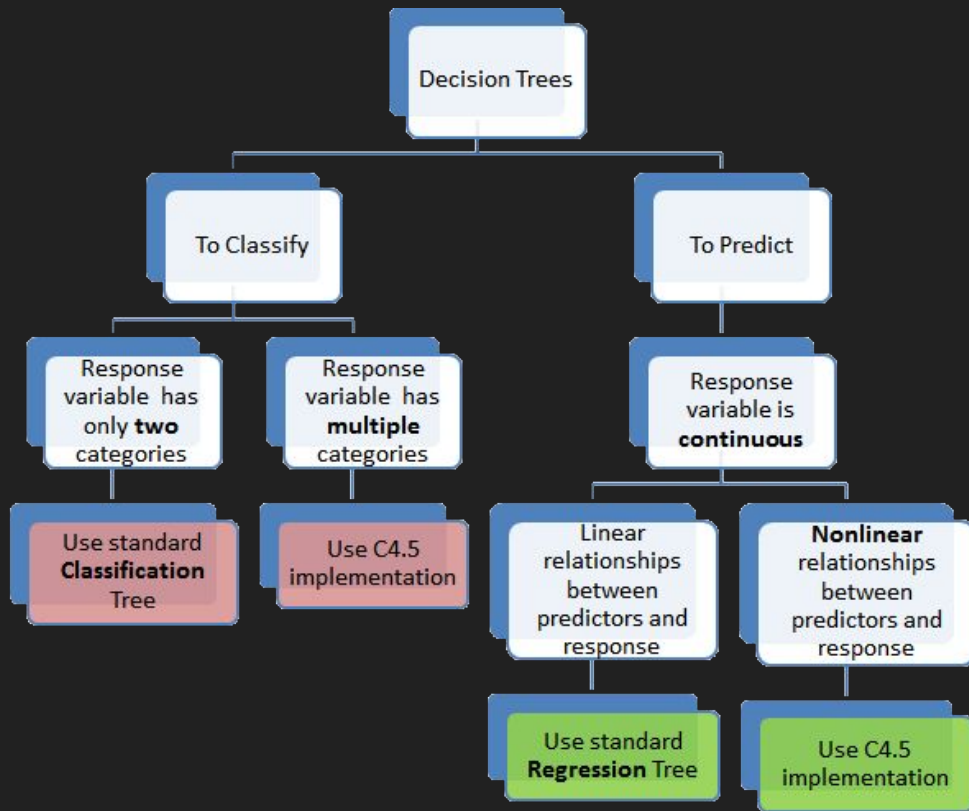 Decision Trees
To Classify
To Predict
Response
variable has
only two
categories
Response
variable has
multiple
categories
Response
variable is
continuous
Use standard
Classification
Tree
Use C4.5
implementation
Linear
relationships
between
predictors and
response
Nonlinear
relationships
between
predictors and
response
Use standard
Regression Tree
Use C4.5
implementation